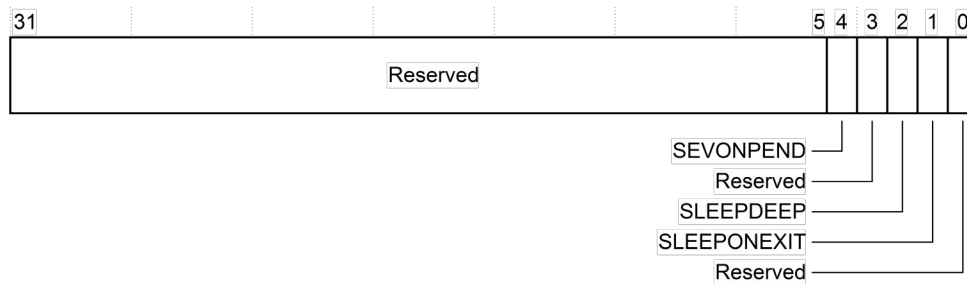 31 5 4 3 2 1 0
Reserved
SEVONPEND
Reserved
SLEEPDEEP
SLEEPONEXIT
Reserved